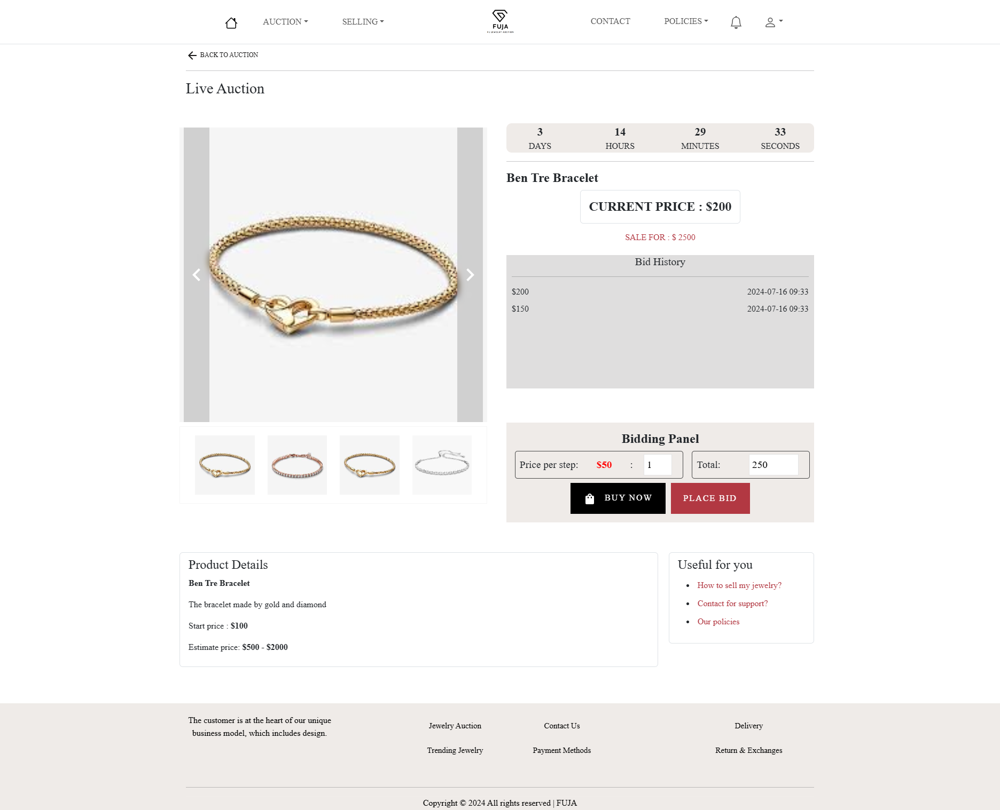 AUCTION
SELLING
FUJA
FU JEWELRY AUCTION
CONTACT
POLICIES
BACK TO AUCTION
Live Auction
3 14 29 33
DAYS HOURS MINUTES SECONDS
Ben Tre Bracelet
CURRENT PRICE : $200
SALE FOR : $ 2500
Bid History
$200 2024-07-16 09:33
$150 2024-07-16 09:33
Bidding Panel
Price per step: $50 : 1 Total: 250
BUY NOW PLACE BID
Product Details
Ben Tre Bracelet
The bracelet made by gold and diamond
Start price : $100
Estimate price: $500 - $2000
Useful for you
How to sell my jewelry?
Contact for support?
Our policies
The customer is at the heart of our unique
business model, which includes design.
Jewelry Auction Contact Us Delivery
Trending Jewelry Payment Methods Return & Exchanges
Copyright © 2024 All rights reserved | FUJA